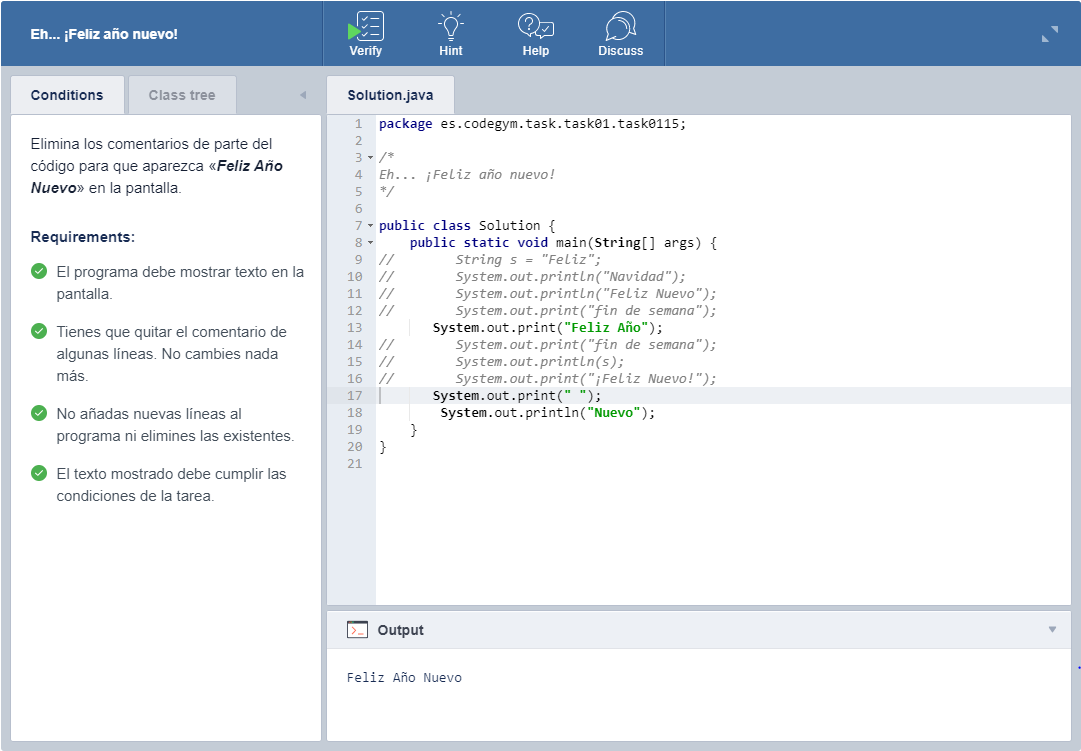 Eh... ¡Feliz año nuevo!
Verify
Hint
Help
Discuss
Conditions
Class tree
Elimina los comentarios de parte del
código para que aparezca «Feliz Año
Nuevo» en la pantalla.
Requirements:
El programa debe mostrar texto en la
pantalla.
Tienes que quitar el comentario de
algunas líneas. No cambies nada
más.
No añadas nuevas líneas al
programa ni elimines las existentes.
El texto mostrado debe cumplir las
condiciones de la tarea.
Solution.java
1 package es.codegym.task.task01.task0115;
2
3 /*
4 Eh... ¡Feliz año nuevo!
5 */
6
7 public class Solution {
8     public static void main(String[] args) {
9 //        String s = "Feliz";
10 //        System.out.println("Navidad");
11 //        System.out.println("Feliz Nuevo");
12 //        System.out.print("fin de semana");
13        System.out.print("Feliz Año");
14 //        System.out.print("fin de semana");
15 //        System.out.println(s);
16 //        System.out.print("¡Feliz Nuevo!");
17        System.out.print(" ");
18         System.out.println("Nuevo");
19     }
20 }
21
Output
Feliz Año Nuevo